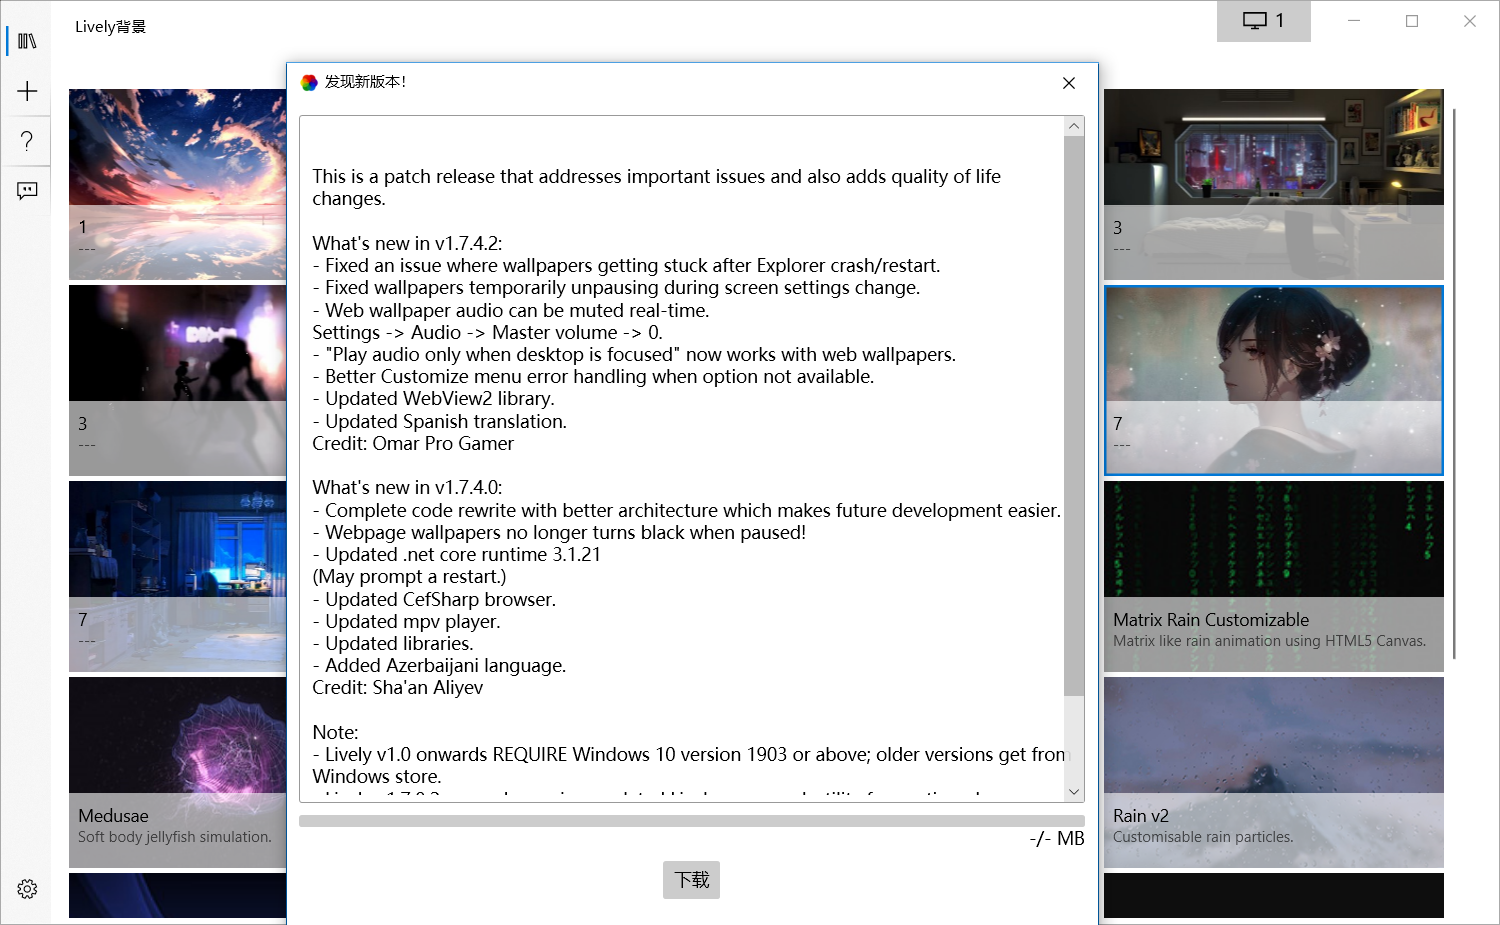 Lively背景
1
发现新版本!
This is a patch release that addresses important issues and also adds quality of life
changes.
What's new in v1.7.4.2:
- Fixed an issue where wallpapers getting stuck after Explorer crash/restart.
- Fixed wallpapers temporarily unpausing during screen settings change.
- Web wallpaper audio can be muted real-time.
Settings -> Audio -> Master volume -> 0.
- "Play audio only when desktop is focused" now works with web wallpapers.
- Better Customize menu error handling when option not available.
- Updated WebView2 library.
- Updated Spanish translation.
Credit: Omar Pro Gamer
What's new in v1.7.4.0:
- Complete code rewrite with better architecture which makes future development easier.
- Webpage wallpapers no longer turns black when paused!
- Updated .net core runtime 3.1.21
(May prompt a restart.)
- Updated CefSharp browser.
- Updated mpv player.
- Updated libraries.
- Added Azerbaijani language.
Credit: Sha'an Aliyev
Note:
- Lively v1.0 onwards REQUIRE Windows 10 version 1903 or above; older versions get from
Windows store.
-/- MB
下载
1
---
3
---
3
---
7
---
7
---
Matrix Rain Customizable
Matrix like rain animation using HTML5 Canvas.
Medusae
Soft body jellyfish simulation.
Rain v2
Customisable rain particles.